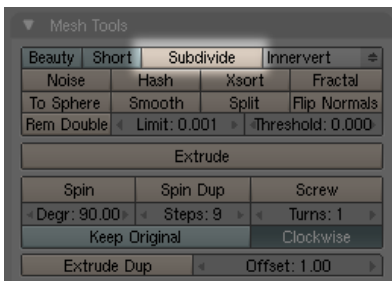 Mesh Tools
Beauty Short Subdivide Innervert
Noise Hash Xsort Fractal
To Sphere Smooth Split Flip Normals
Rem Double Limit: 0.001 Threshold: 0.000
Extrude
Spin Spin Dup Screw
Degr: 90.00 Steps: 9 Turns: 1
Keep Original Clockwise
Extrude Dup Offset: 1.00